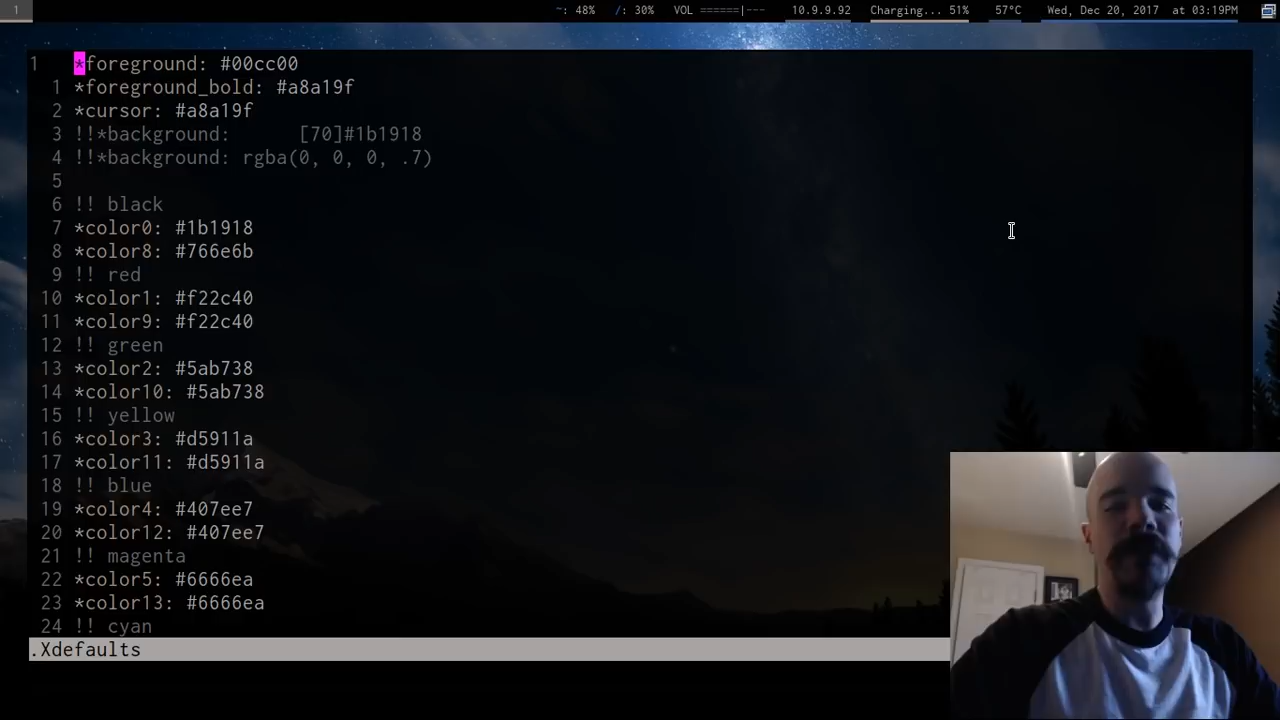 1 ~: 48% /: 30% VOL ======|--- 10.9.9.92 Charging... 51% 57°C Wed, Dec 20, 2017 at 03:19PM
1 *foreground: #00cc00
1 *foreground_bold: #a8a19f
2 *cursor: #a8a19f
3 !!*background: [70]#1b1918
4 !!*background: rgba(0, 0, 0, .7)
5
6 !! black
7 *color0: #1b1918
8 *color8: #766e6b
9 !! red
10 *color1: #f22c40
11 *color9: #f22c40
12 !! green
13 *color2: #5ab738
14 *color10: #5ab738
15 !! yellow
16 *color3: #d5911a
17 *color11: #d5911a
18 !! blue
19 *color4: #407ee7
20 *color12: #407ee7
21 !! magenta
22 *color5: #6666ea
23 *color13: #6666ea
24 !! cyan
.Xdefaults